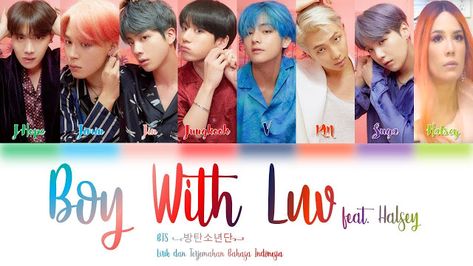 J-Hope Jimin Jin Jungkook V RM Suga Halsey
Boy With Luv feat. Halsey
BTS 방탄소년단
Lirik dan Terjemahan Bahasa Indonesia